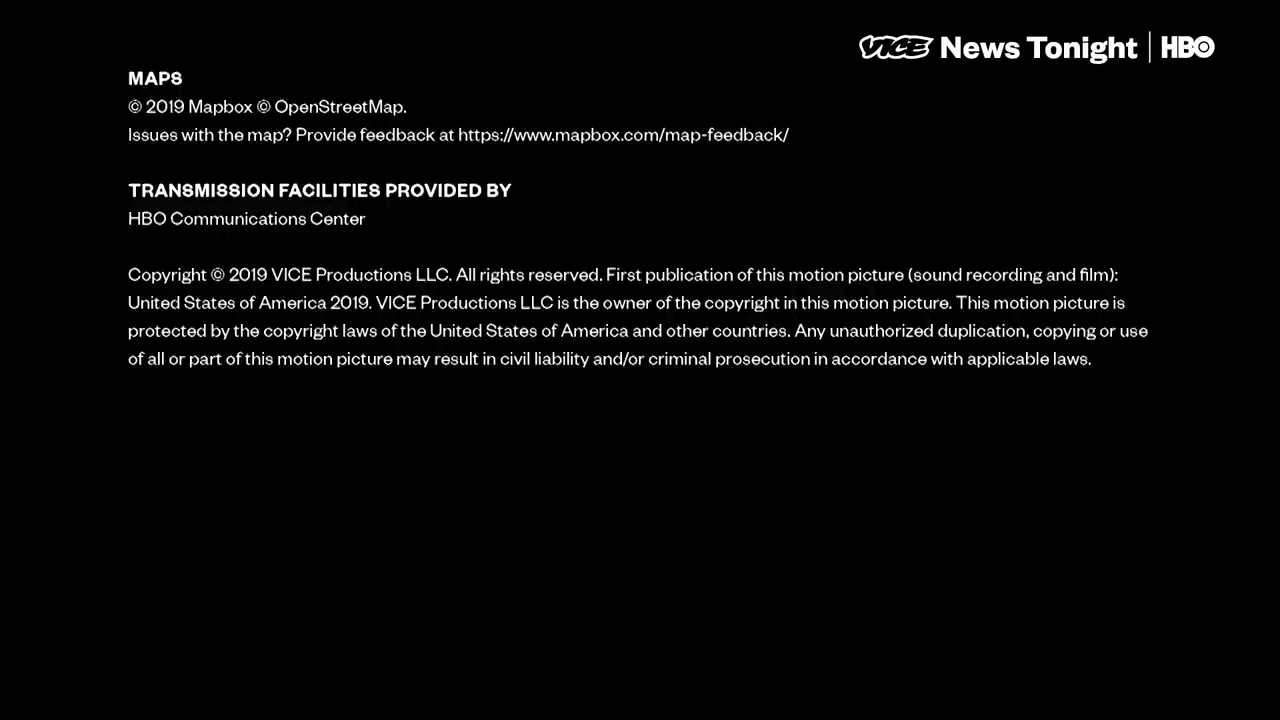 VICE News Tonight | HBO
MAPS
© 2019 Mapbox © OpenStreetMap.
Issues with the map? Provide feedback at https://www.mapbox.com/map-feedback/
TRANSMISSION FACILITIES PROVIDED BY
HBO Communications Center
Copyright © 2019 VICE Productions LLC. All rights reserved. First publication of this motion picture (sound recording and film):
United States of America 2019. VICE Productions LLC is the owner of the copyright in this motion picture. This motion picture is
protected by the copyright laws of the United States of America and other countries. Any unauthorized duplication, copying or use
of all or part of this motion picture may result in civil liability and/or criminal prosecution in accordance with applicable laws.